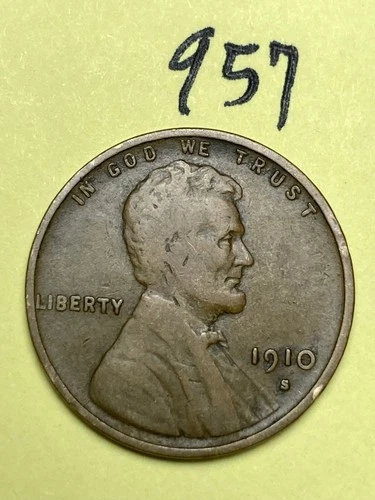 957
IN GOD WE TRUST
LIBERTY
1910
S